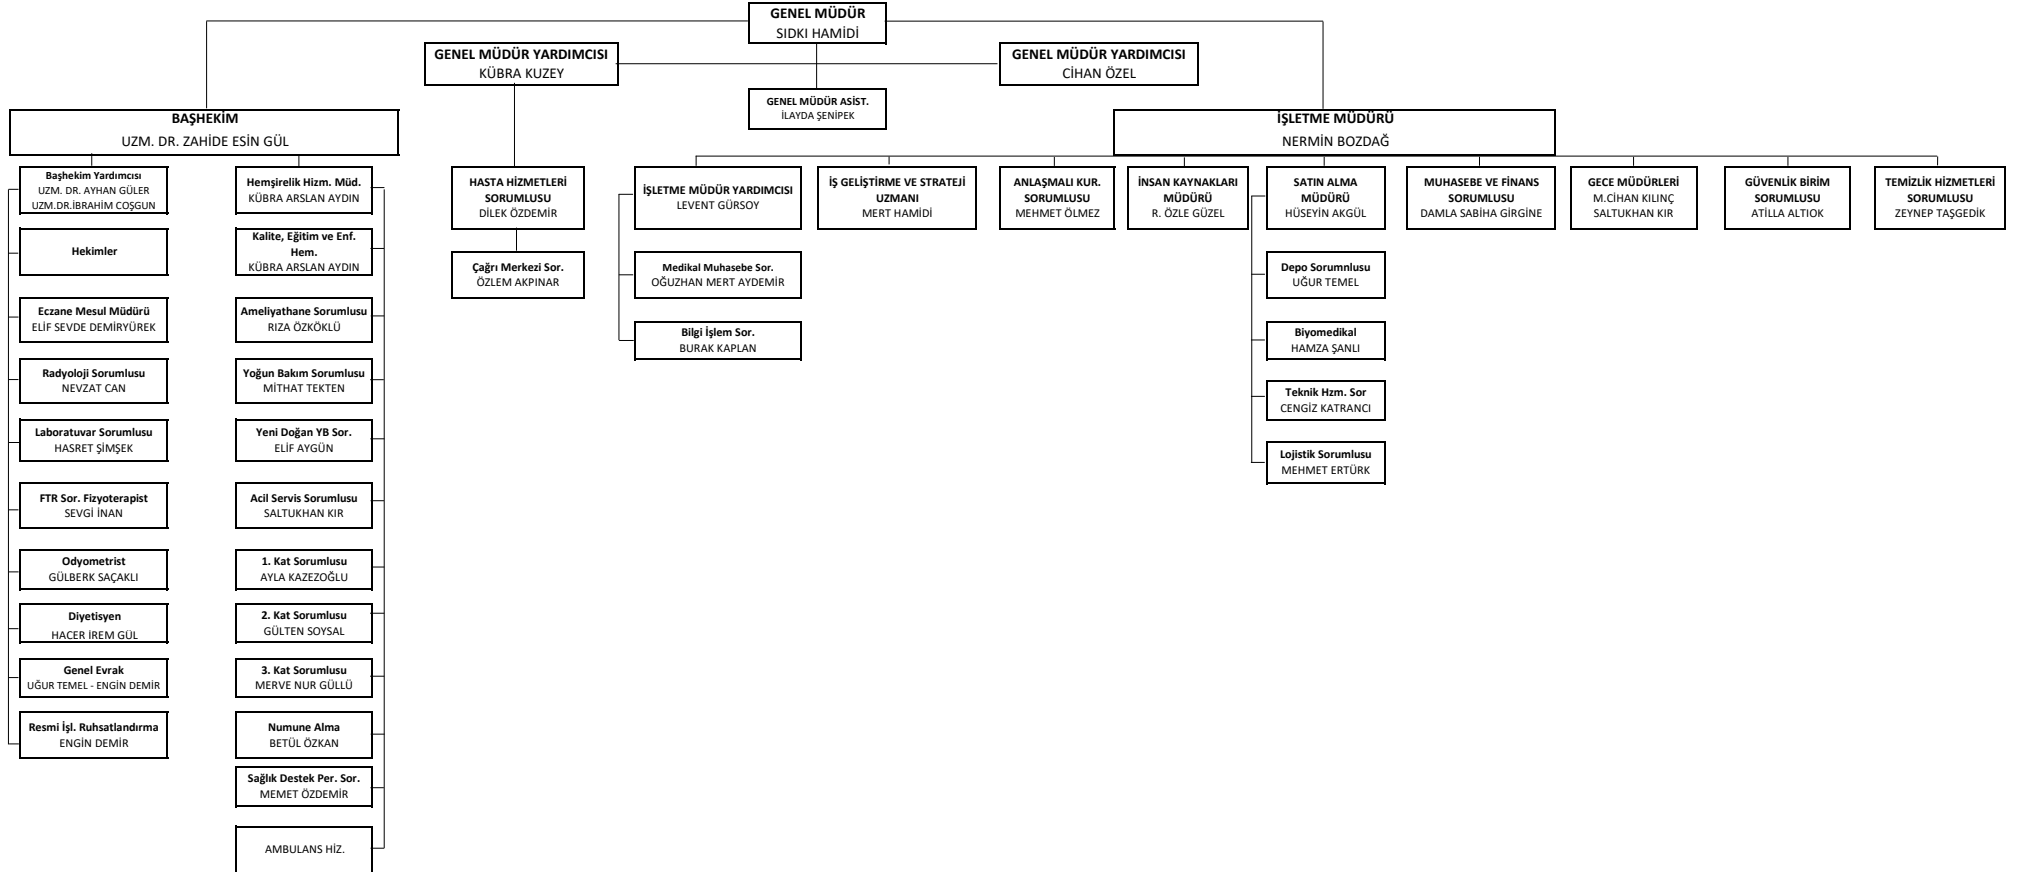 GENEL MÜDÜR
SIDKI HAMİDİ
GENEL MÜDÜR YARDIMCISI
KÜBRA KUZEY
GENEL MÜDÜR YARDIMCISI
CİHAN ÖZEL
GENEL MÜDÜR ASİST.
İLAYDA ŞENİPEK
BAŞHEKİM
UZM. DR. ZAHİDE ESİN GÜL
İŞLETME MÜDÜRÜ
NERMİN BOZDAĞ
Başhekim Yardımcısı
UZM. DR. AYHAN GÜLER
UZM.DR.İBRAHİM COŞGUN
Hekimler
Eczane Mesul Müdürü
ELİF SEVDE DEMİRYÜREK
Radyoloji Sorumlusu
NEVZAT CAN
Laboratuvar Sorumlusu
HASRET ŞİMŞEK
FTR Sor. Fizyoterapist
SEVGİ İNAN
Odyometrist
GÜLBERK SAÇAKLI
Diyetisyen
HACER İREM GÜL
Genel Evrak
UĞUR TEMEL - ENGİN DEMİR
Resmi İşl. Ruhsatlandırma
ENGİN DEMİR
Hemşirelik Hizm. Müd.
KÜBRA ARSLAN AYDIN
Kalite, Eğitim ve Enf.
Hem.
KÜBRA ARSLAN AYDIN
Ameliyathane Sorumlusu
RIZA ÖZKÖKLÜ
Yoğun Bakım Sorumlusu
MİTHAT TEKTEN
Yeni Doğan YB Sor.
ELİF AYGÜN
Acil Servis Sorumlusu
SALTUKHAN KIR
1. Kat Sorumlusu
AYLA KAZEZOĞLU
2. Kat Sorumlusu
GÜLTEN SOYSAL
3. Kat Sorumlusu
MERVE NUR GÜLLÜ
Numune Alma
BETÜL ÖZKAN
Sağlık Destek Per. Sor.
MEMET ÖZDEMİR
AMBULANS HİZ.
HASTA HİZMETLERİ
SORUMLUSU
DİLEK ÖZDEMİR
Çağrı Merkezi Sor.
ÖZLEM AKPINAR
İŞLETME MÜDÜR YARDIMCISI
LEVENT GÜRSOY
Medikal Muhasebe Sor.
OĞUZHAN MERT AYDEMİR
Bilgi İşlem Sor.
BURAK KAPLAN
İŞ GELİŞTİRME VE STRATEJİ
UZMANI
MERT HAMİDİ
ANLAŞMALI KUR.
SORUMLUSU
MEHMET ÖLMEZ
İNSAN KAYNAKLARI
MÜDÜRÜ
R. ÖZLE GÜZEL
SATIN ALMA
MÜDÜRÜ
HÜSEYİN AKGÜL
Depo Sorumnlusu
UĞUR TEMEL
Biyomedikal
HAMZA ŞANLI
Teknik Hzm. Sor
CENGİZ KATRANCI
Lojistik Sorumlusu
MEHMET ERTÜRK
MUHASEBE VE FİNANS
SORUMLUSU
DAMLA SABİHA GİRGİNE
GECE MÜDÜRLERİ
M.CİHAN KILINÇ
SALTUKHAN KIR
GÜVENLİK BİRİM
SORUMLUSU
ATİLLA ALTIOK
TEMİZLİK HİZMETLERİ
SORUMLUSU
ZEYNEP TAŞGEDİK